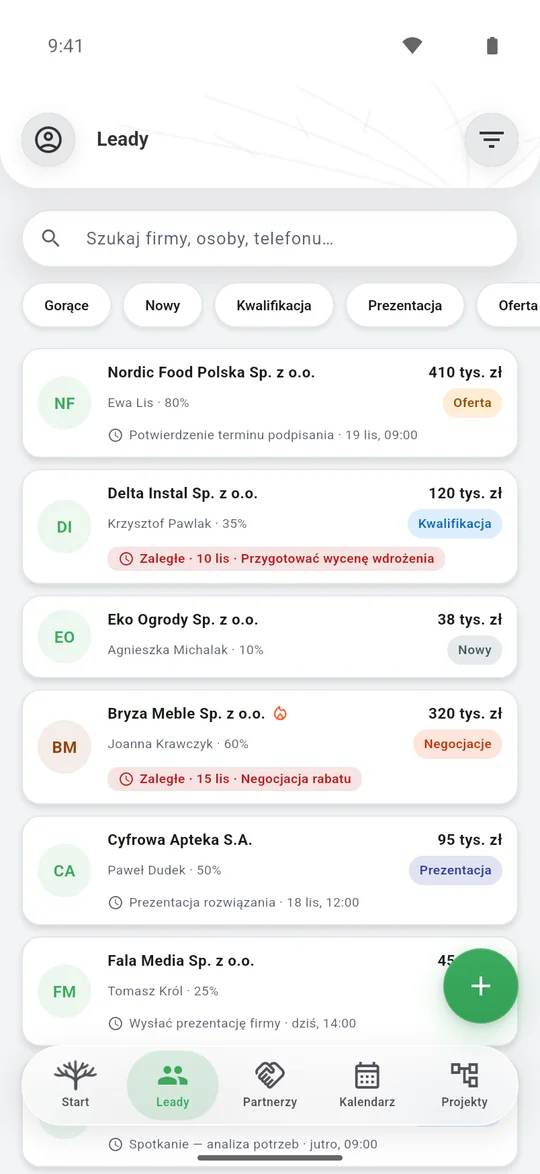 9:41
Leady
Szukaj firmy, osoby, telefonu…
Gorące Nowy Kwalifikacja Prezentacja Oferta
NF Nordic Food Polska Sp. z o.o. 410 tys. zł
Ewa Lis · 80% Oferta
Potwierdzenie terminu podpisania · 19 lis, 09:00
DI Delta Instal Sp. z o.o. 120 tys. zł
Krzysztof Pawlak · 35% Kwalifikacja
Zaległe · 10 lis · Przygotować wycenę wdrożenia
EO Eko Ogrody Sp. z o.o. 38 tys. zł
Agnieszka Michalak · 10% Nowy
BM Bryza Meble Sp. z o.o. 320 tys. zł
Joanna Krawczyk · 60% Negocjacje
Zaległe · 15 lis · Negocjacja rabatu
CA Cyfrowa Apteka S.A. 95 tys. zł
Paweł Dudek · 50% Prezentacja
Prezentacja rozwiązania · 18 lis, 12:00
FM Fala Media Sp. z o.o. 45
Tomasz Król · 25%
Wysłać prezentację firmy · dziś, 14:00
Start Leady Partnerzy Kalendarz Projekty
Spotkanie — analiza potrzeb · jutro, 09:00